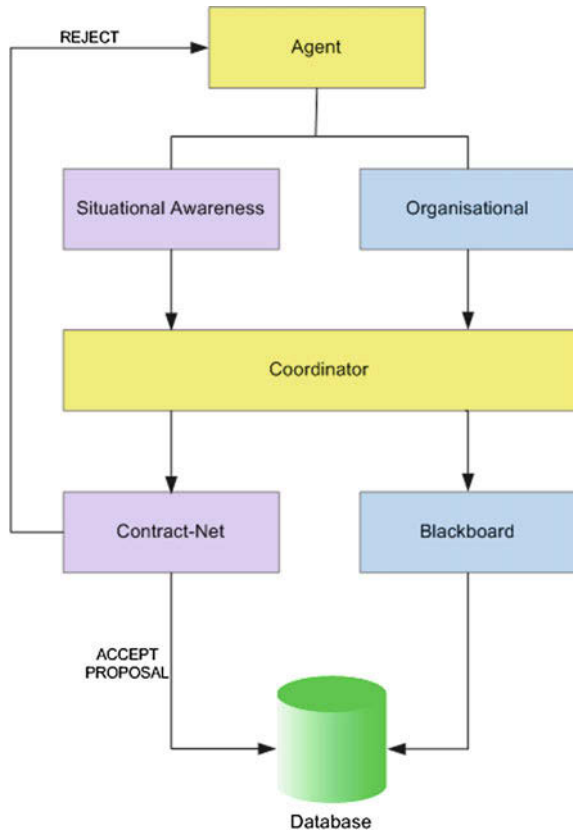 REJECT
Agent
Situational Awareness
Organisational
Coordinator
Contract-Net
Blackboard
ACCEPT
PROPOSAL
Database